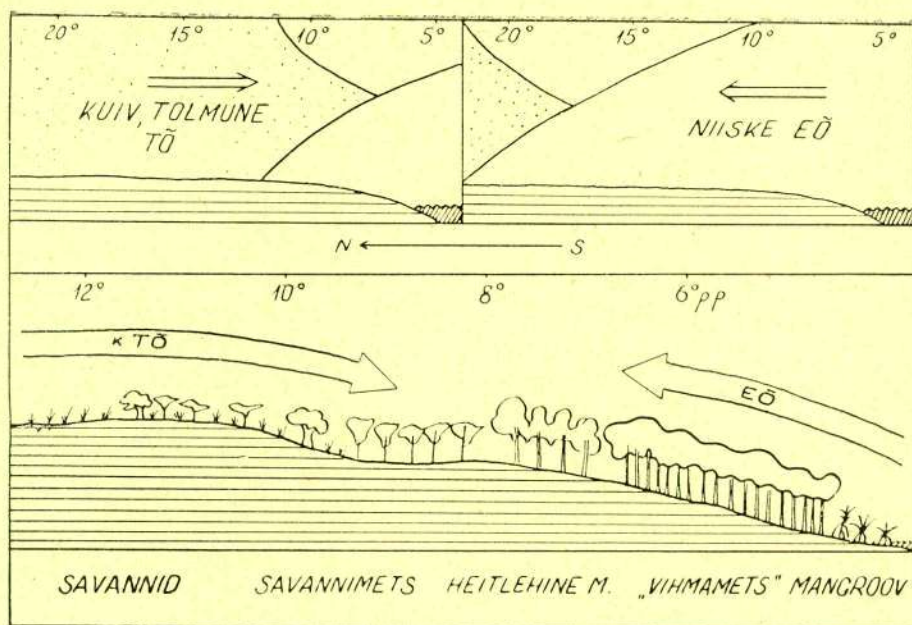 20° 15° 10° 5° 20° 15° 10° 5°
KUIV, TOLMUNE
TÕ
NIISKE EÕ
N S
12° 10° 8° 6° pp
K TÕ
EÕ
SAVANNID SAVANNIMETS HEITLEHINE M. „VIHMAMETS" MANGROOV